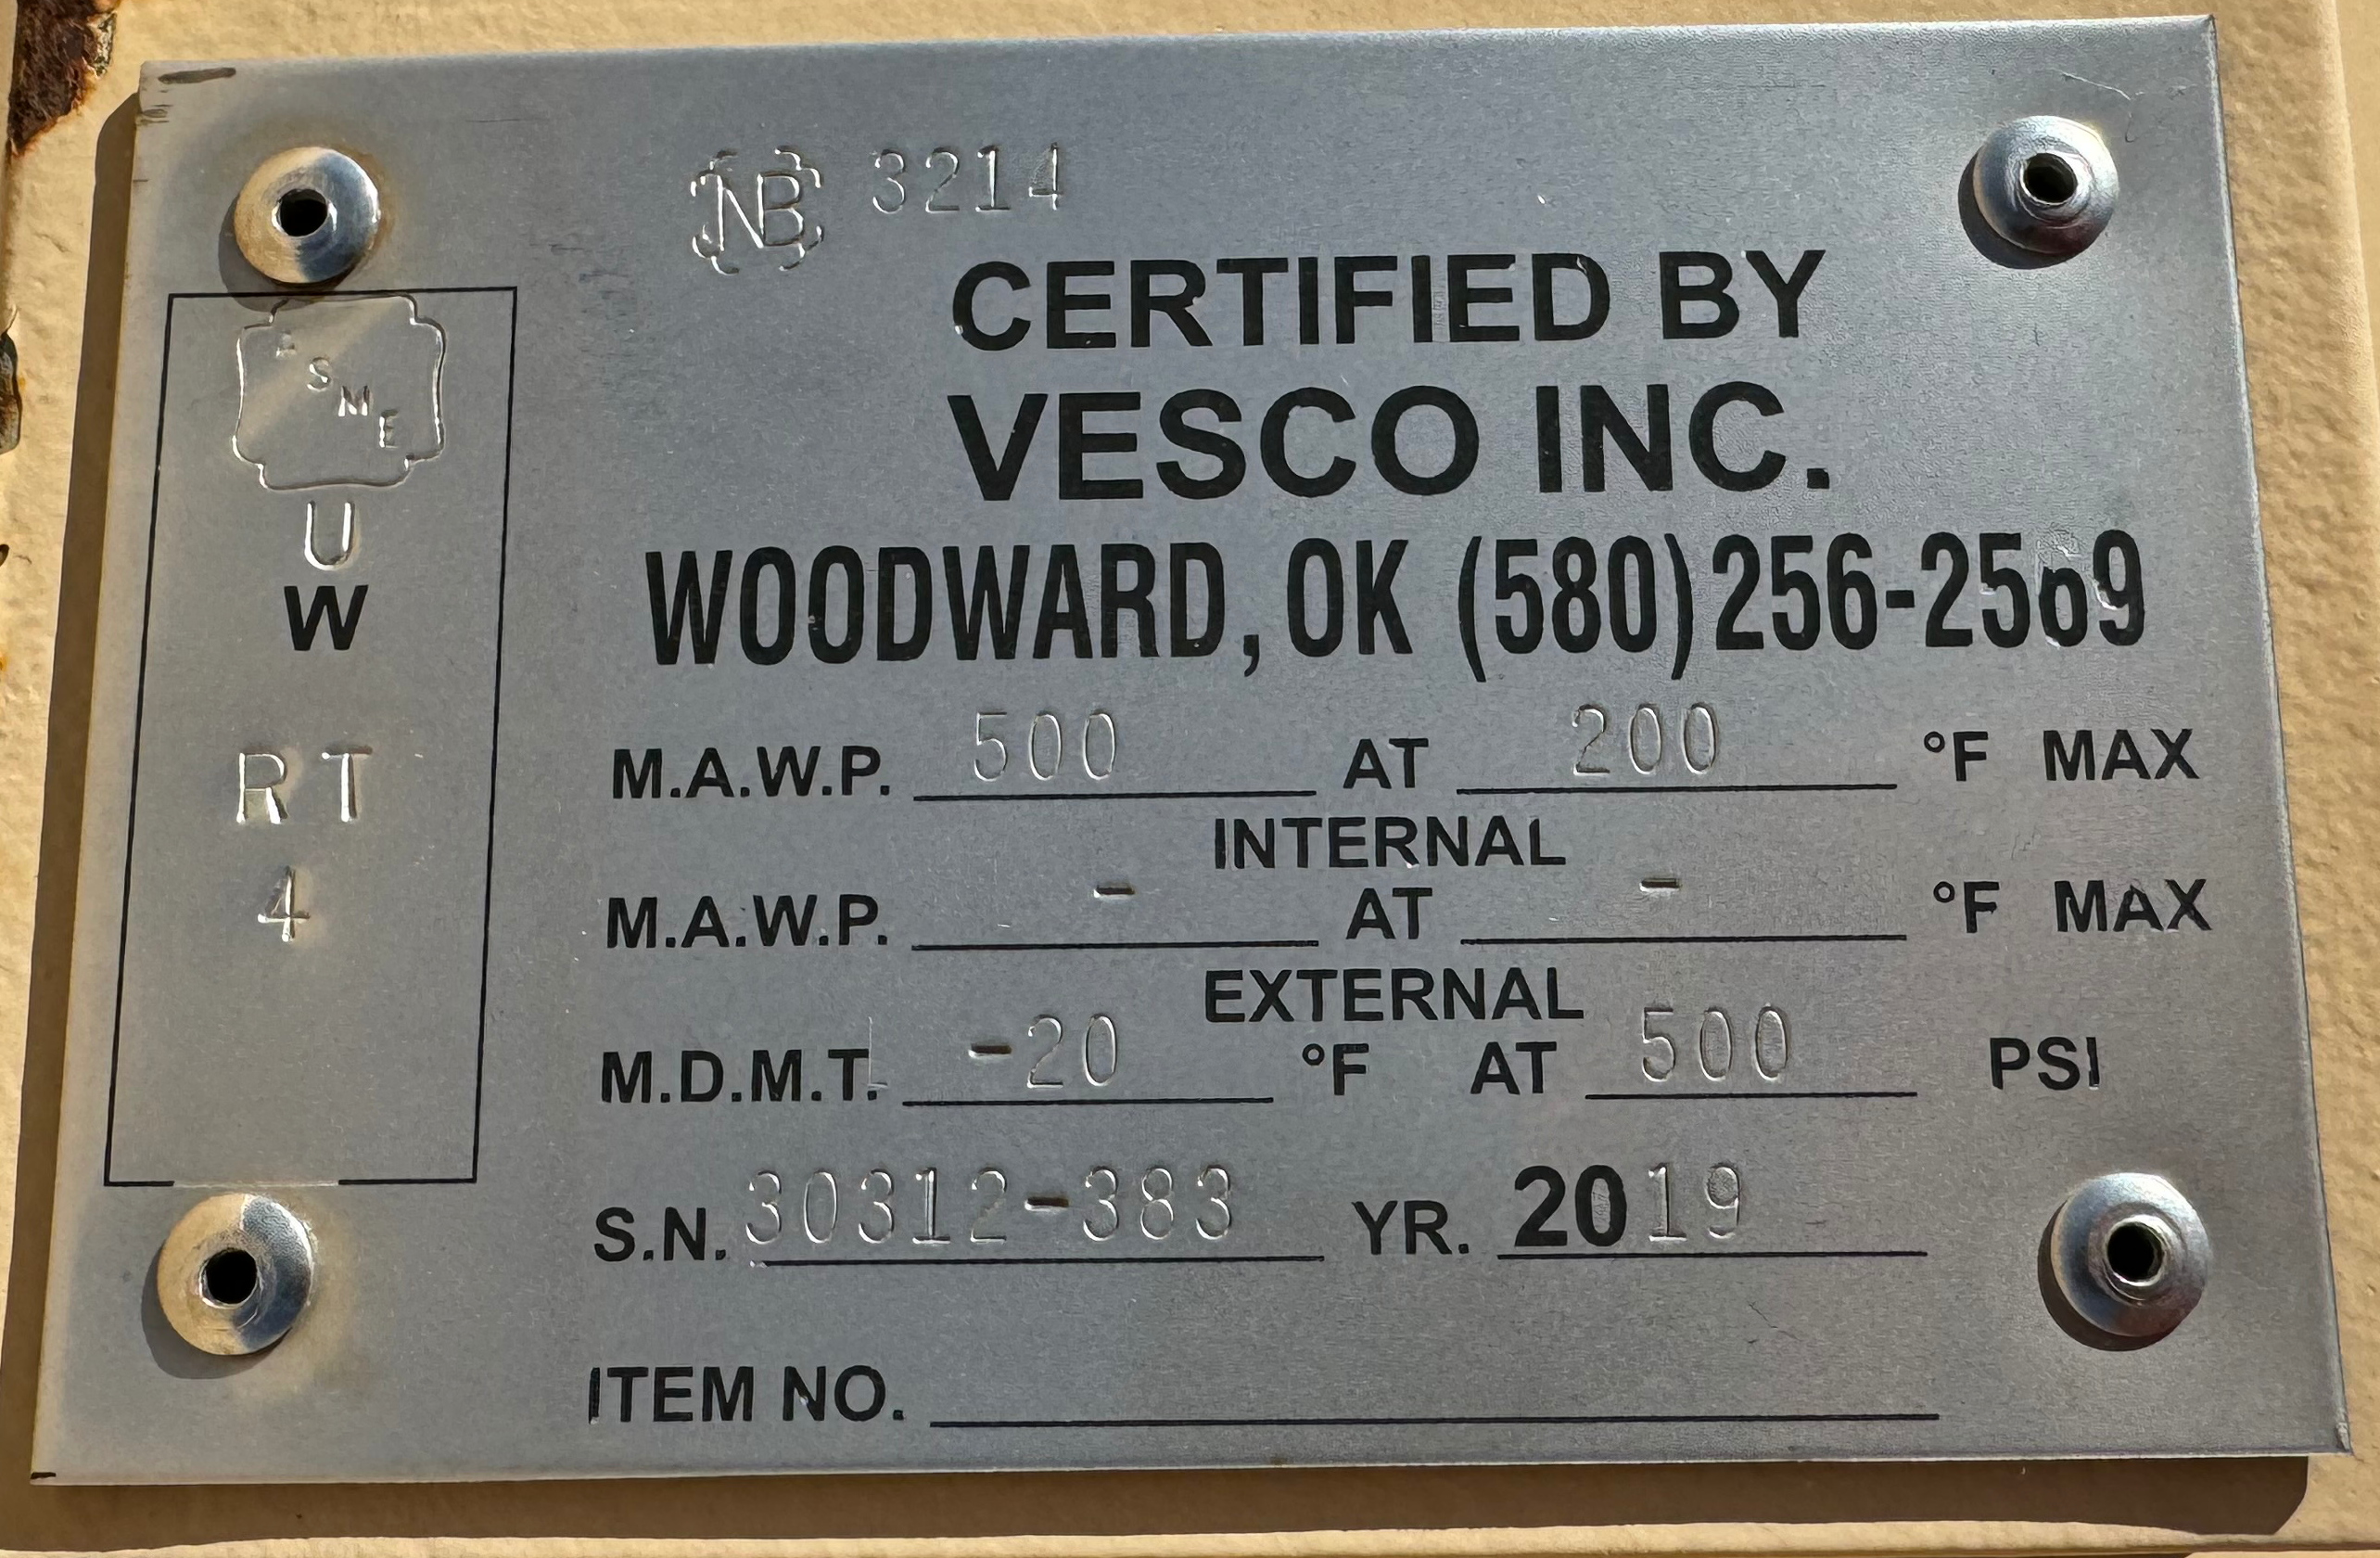 NB 3214
CERTIFIED BY
VESCO INC.
WOODWARD, OK (580)256-2569
ASME
U
W
RT
4
M.A.W.P. 500 AT 200 °F MAX
INTERNAL
M.A.W.P. - AT - °F MAX
EXTERNAL
M.D.M.T. -20 °F AT 500 PSI
S.N. 30312-383 YR. 2019
ITEM NO.